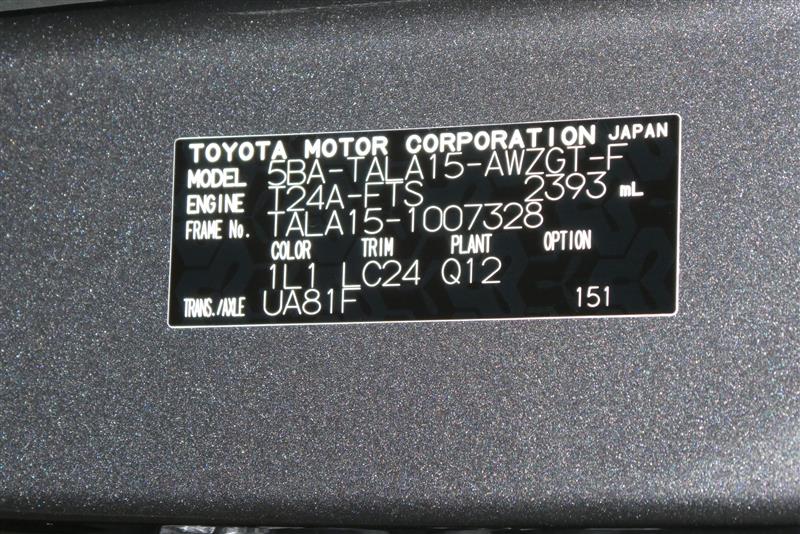 TOYOTA MOTOR CORPORATION JAPAN
MODEL 5BA-TALA15-AWZGT-F
ENGINE T24A-FTS 2393 mL
FRAME No. TALA15-1007328
COLOR TRIM PLANT OPTION
1L1 LC24 Q12
TRANS./AXLE UA81F 151